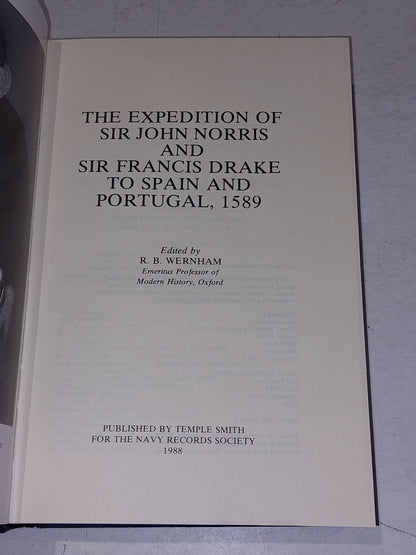 THE EXPEDITION OF
SIR JOHN NORRIS
AND
SIR FRANCIS DRAKE
TO SPAIN AND
PORTUGAL, 1589
Edited by
R. B. WERNHAM
Emeritus Professor of
Modern History, Oxford
PUBLISHED BY TEMPLE SMITH
FOR THE NAVY RECORDS SOCIETY
1988